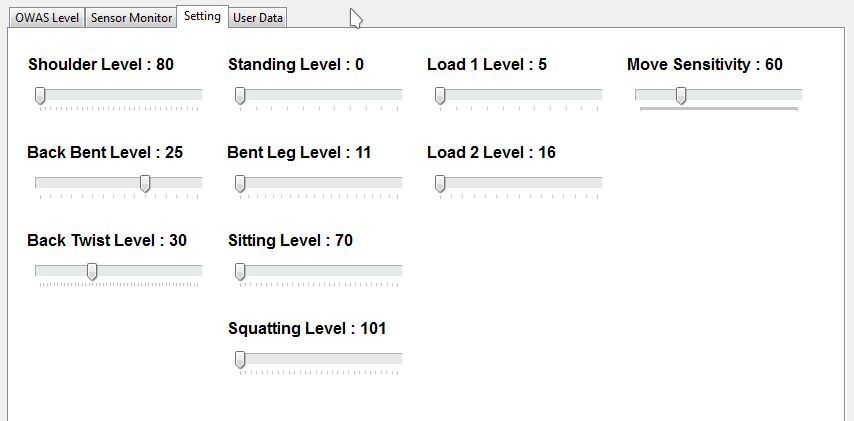 OWAS Level Sensor Monitor Setting User Data
Shoulder Level : 80 Standing Level : 0 Load 1 Level : 5 Move Sensitivity : 60
Back Bent Level : 25 Bent Leg Level : 11 Load 2 Level : 16
Back Twist Level : 30 Sitting Level : 70
Squatting Level : 101